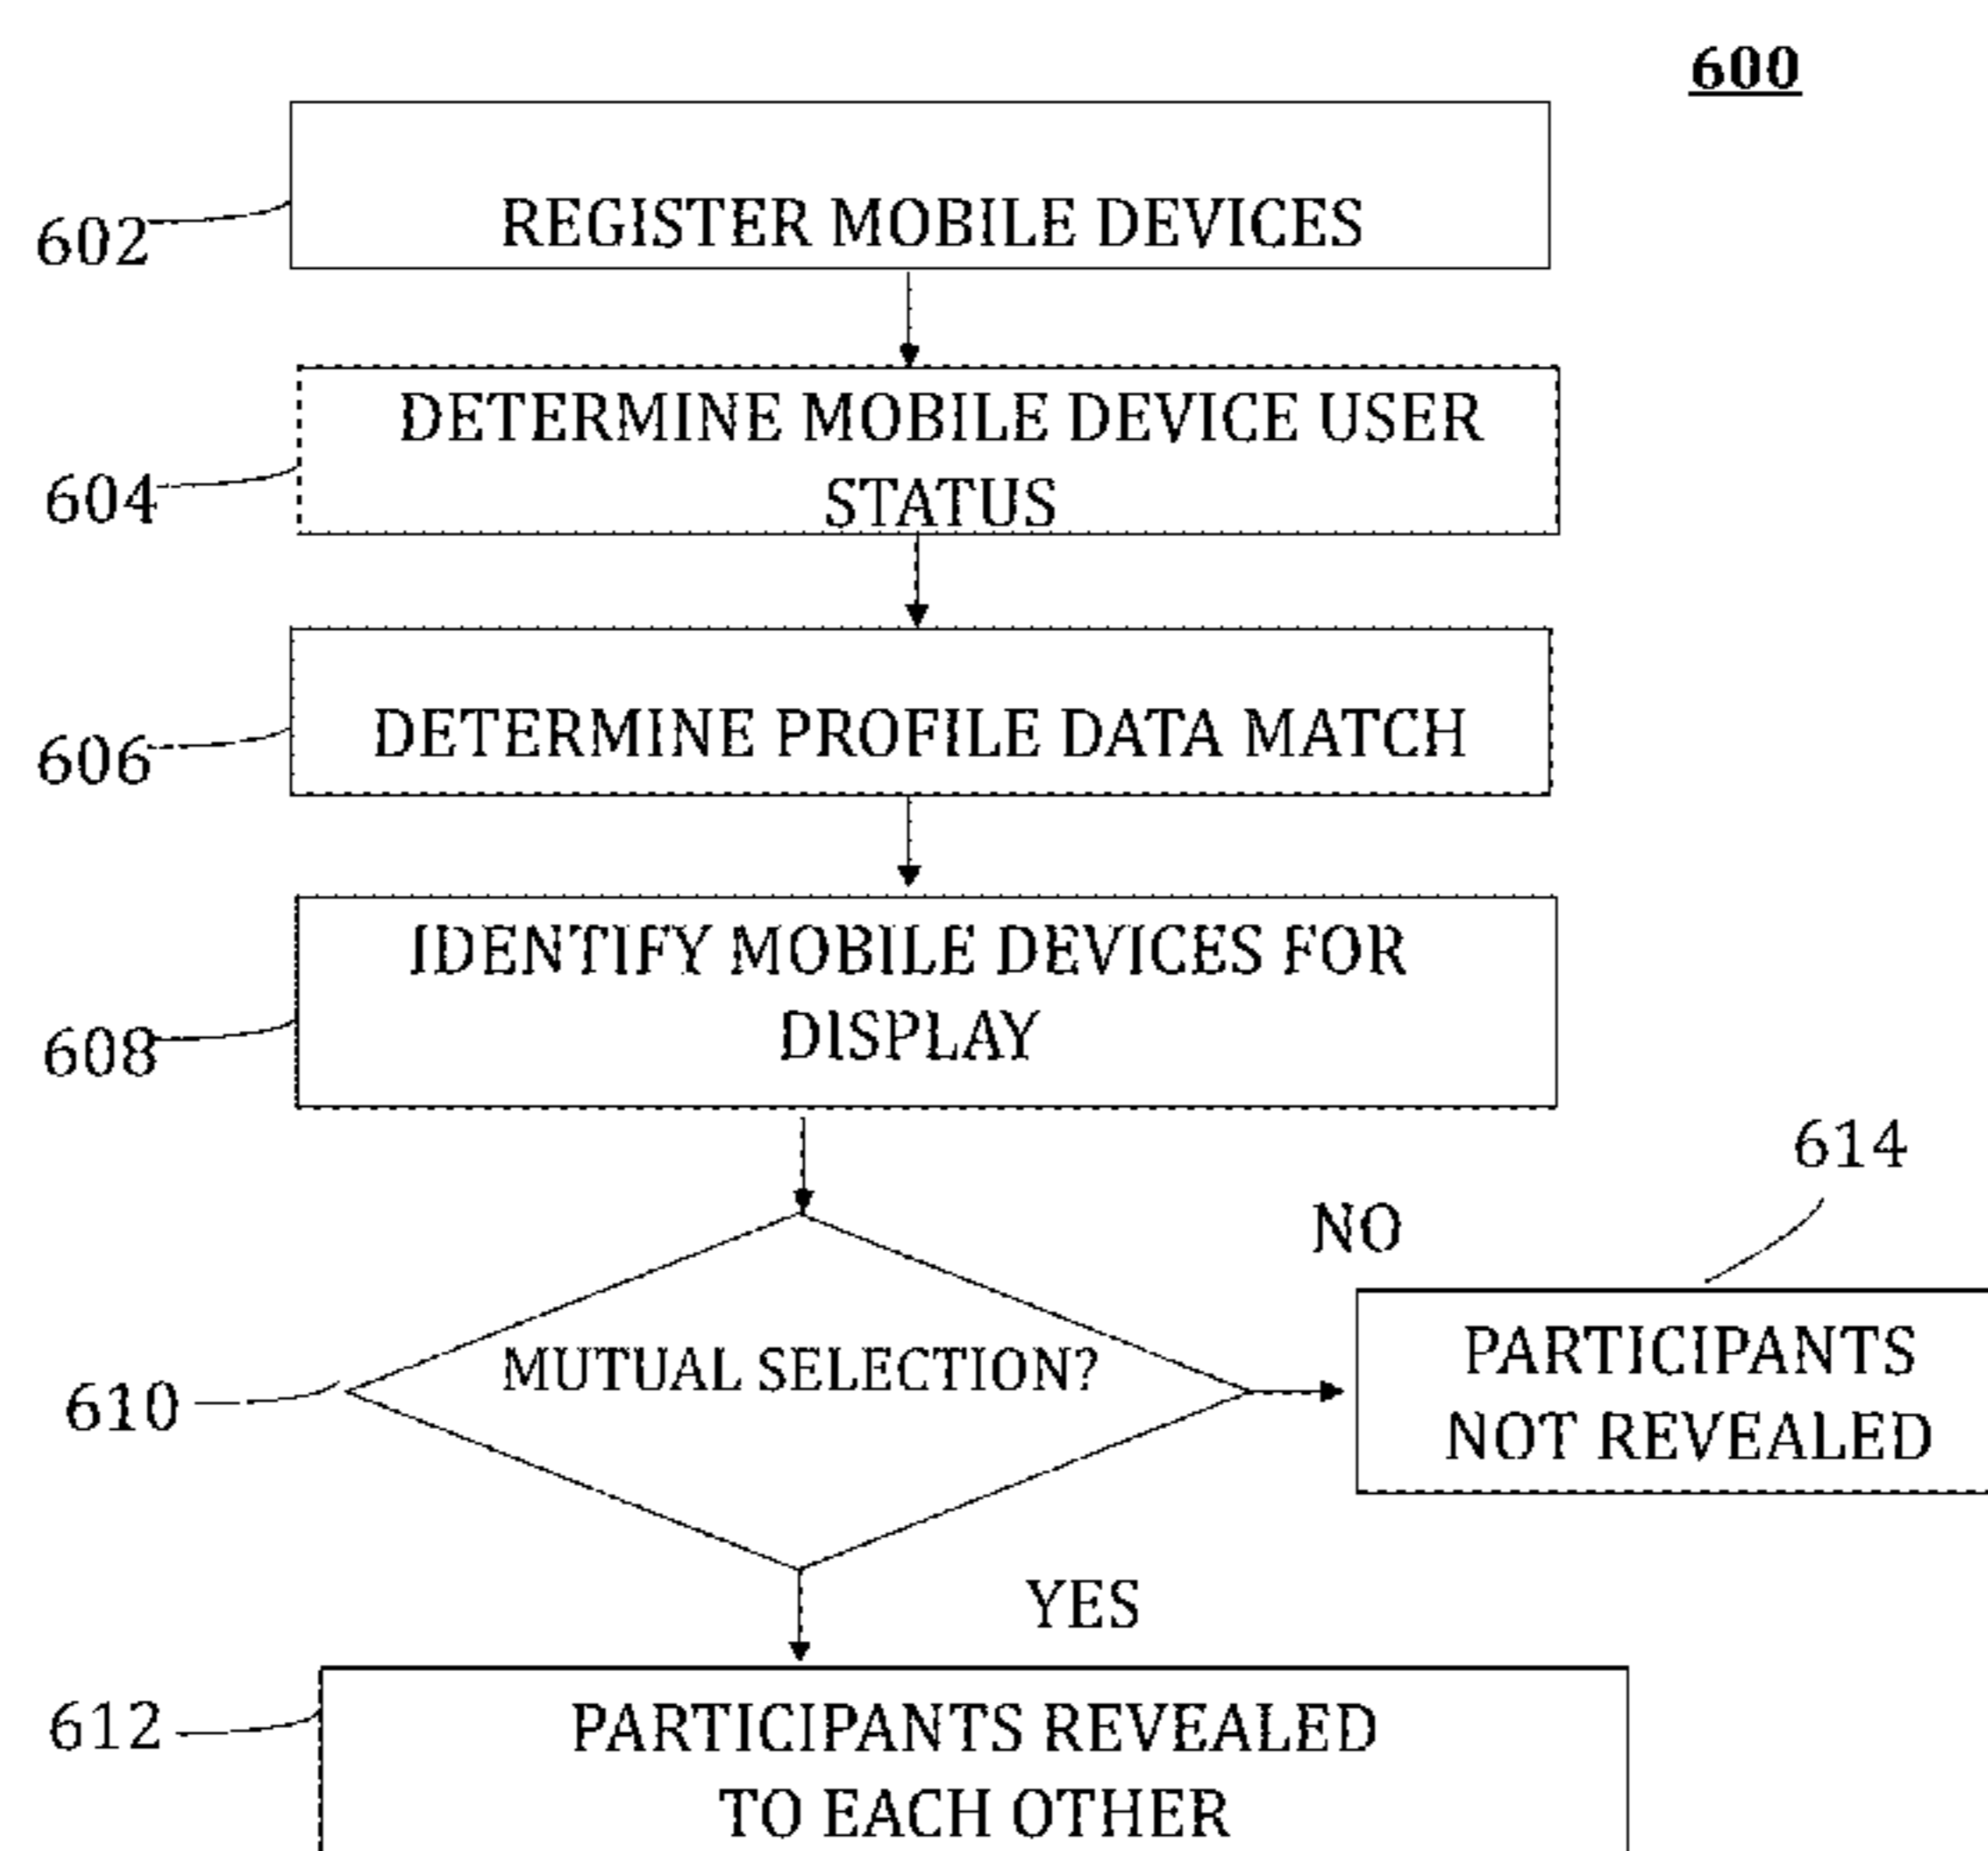 600
REGISTER MOBILE DEVICES
602
DETERMINE MOBILE DEVICE USER
STATUS
604
DETERMINE PROFILE DATA MATCH
606
IDENTIFY MOBILE DEVICES FOR
DISPLAY
608
614
NO
MUTUAL SELECTION?
610
PARTICIPANTS
NOT REVEALED
YES
612
PARTICIPANTS REVEALED
TO EACH OTHER